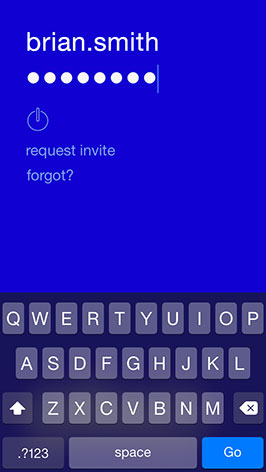 brian.smith
••••••••
request invite
forgot?
Q W E R T Y U I O P
A S D F G H J K L
Z X C V B N M
.?123 space Go